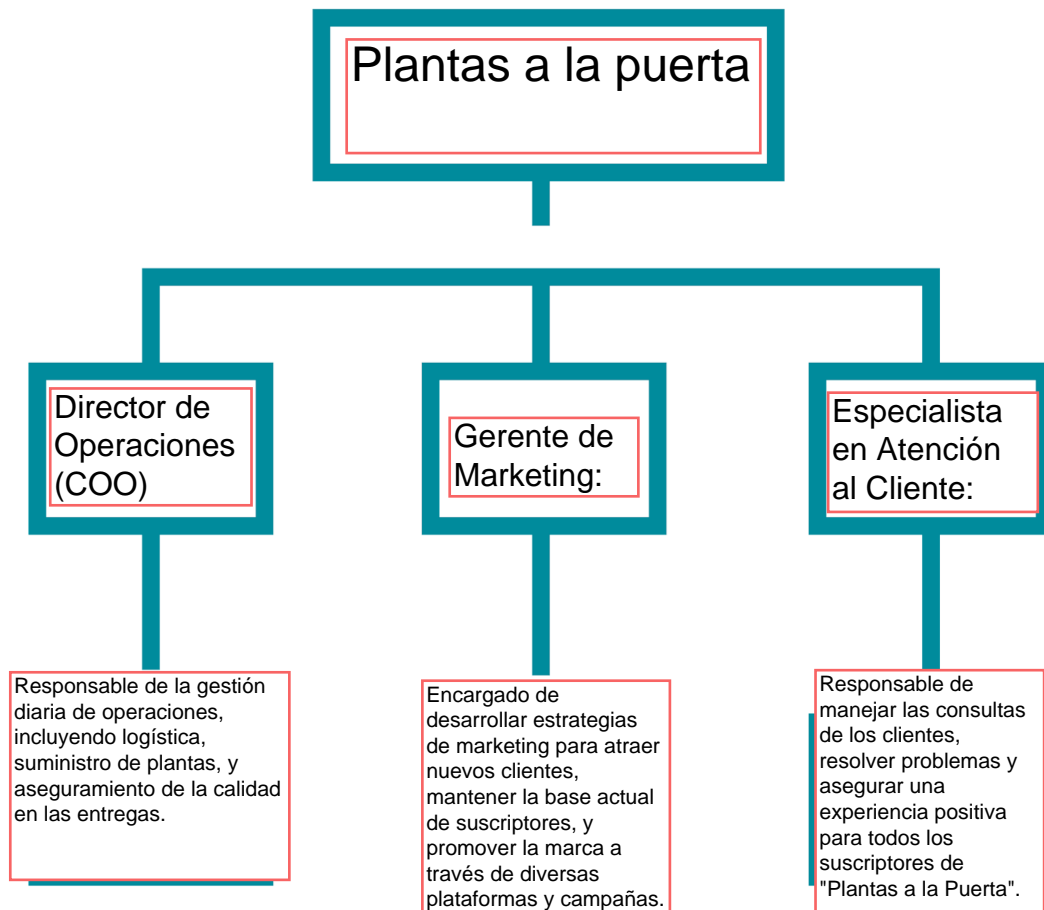 Plantas a la puerta
Director de
Operaciones
(COO)
Gerente de
Marketing:
Especialista
en Atención
al Cliente:
Responsable de la gestión
diaria de operaciones,
incluyendo logística,
suministro de plantas, y
aseguramiento de la calidad
en las entregas.
Encargado de
desarrollar estrategias
de marketing para atraer
nuevos clientes,
mantener la base actual
de suscriptores, y
promover la marca a
través de diversas
plataformas y campañas.
Responsable de
manejar las consultas
de los clientes,
resolver problemas y
asegurar una
experiencia positiva
para todos los
suscriptores de
"Plantas a la Puerta".